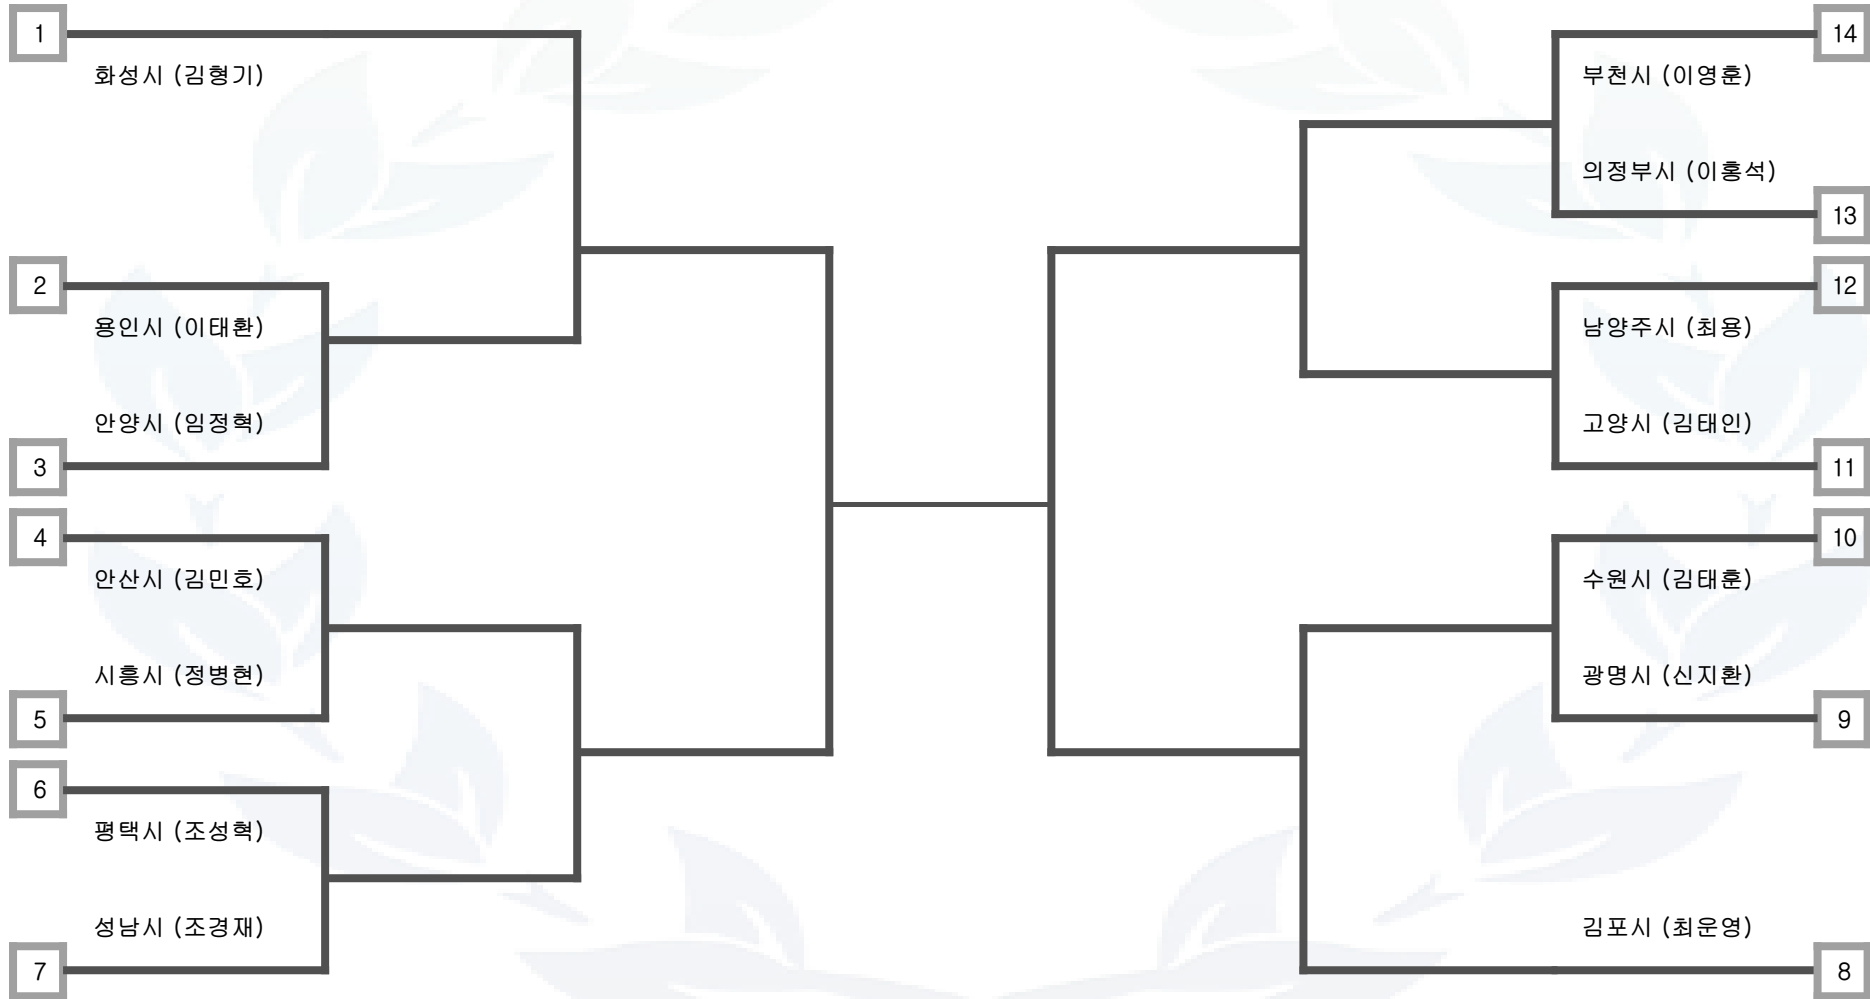 1
화성시 (김형기)
2
용인시 (이태환)
안양시 (임정혁)
3
4
안산시 (김민호)
시흥시 (정병현)
5
6
평택시 (조성혁)
성남시 (조경재)
7
14
부천시 (이영훈)
의정부시 (이홍석)
13
12
남양주시 (최용)
고양시 (김태인)
11
10
수원시 (김태훈)
광명시 (신지환)
9
김포시 (최운영)
8